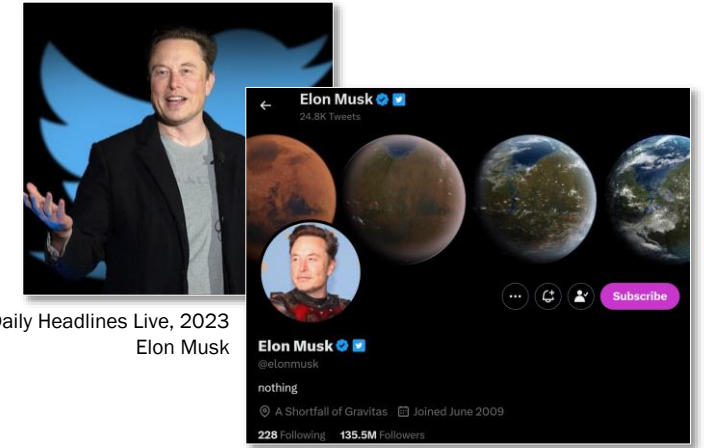 Daily Headlines Live, 2023
Elon Musk
Elon Musk
24.8K Tweets
Subscribe
Elon Musk
@elonmusk
nothing
A Shortfall of Gravitas Joined June 2009
228 Following 135.5M Followers